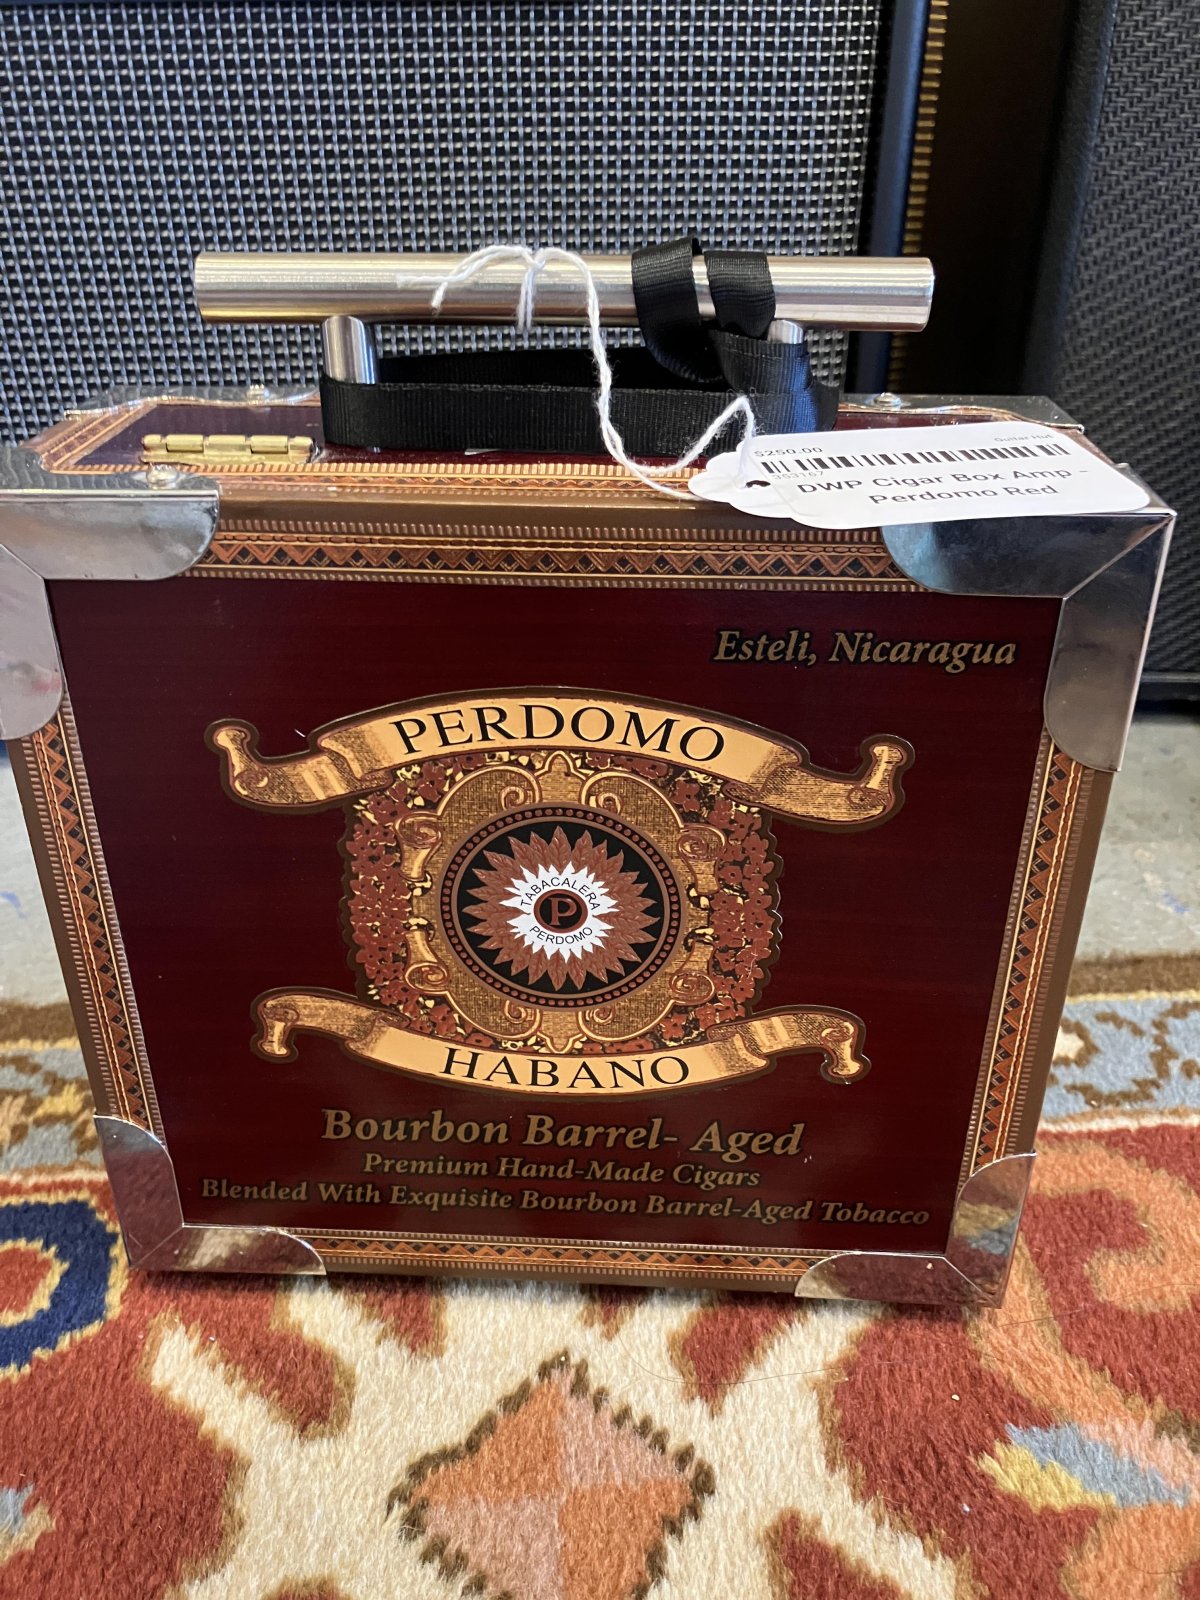 Guitar Hut
$250.00
353167
DWP Cigar Box Amp -
Perdomo Red
Esteli, Nicaragua
PERDOMO
TABACALERA
P
PERDOMO
HABANO
Bourbon Barrel- Aged
Premium Hand-Made Cigars
Blended With Exquisite Bourbon Barrel-Aged Tobacco